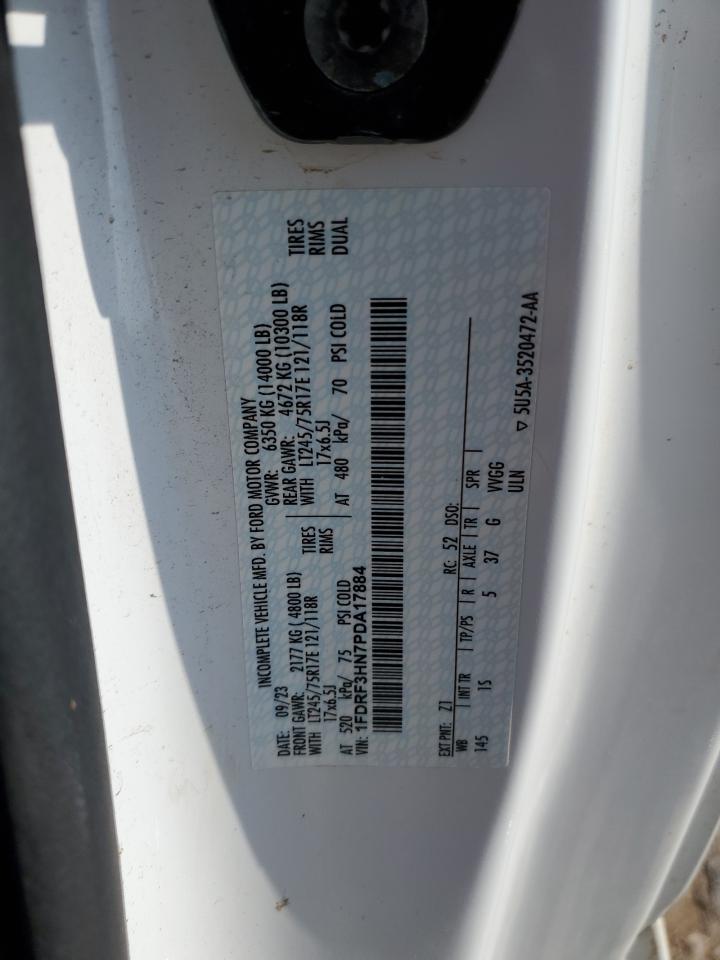 INCOMPLETE VEHICLE MFD. BY FORD MOTOR COMPANY
DATE: 09/23 GVWR: 6350 KG (14000 LB)
FRONT GAWR: 2177 KG (4800 LB) REAR GAWR: 4672 KG (10300 LB)
WITH LT245/75R17E 121/118R TIRES WITH LT245/75R17E 121/118R TIRES
17x6.5J RIMS 17x6.5J RIMS
AT 520 kPa/ 75 PSI COLD AT 480 kPa/ 70 PSI COLD DUAL
VIN: 1FDRF3HN7PDA17884
EXT PNT: Z1 RC: 52 DSO:
WB INT TR TP/PS R AXLE TR SPR
145 1S 5 37 G VVGG
ULN
▽ 5U5A-3520472-AA